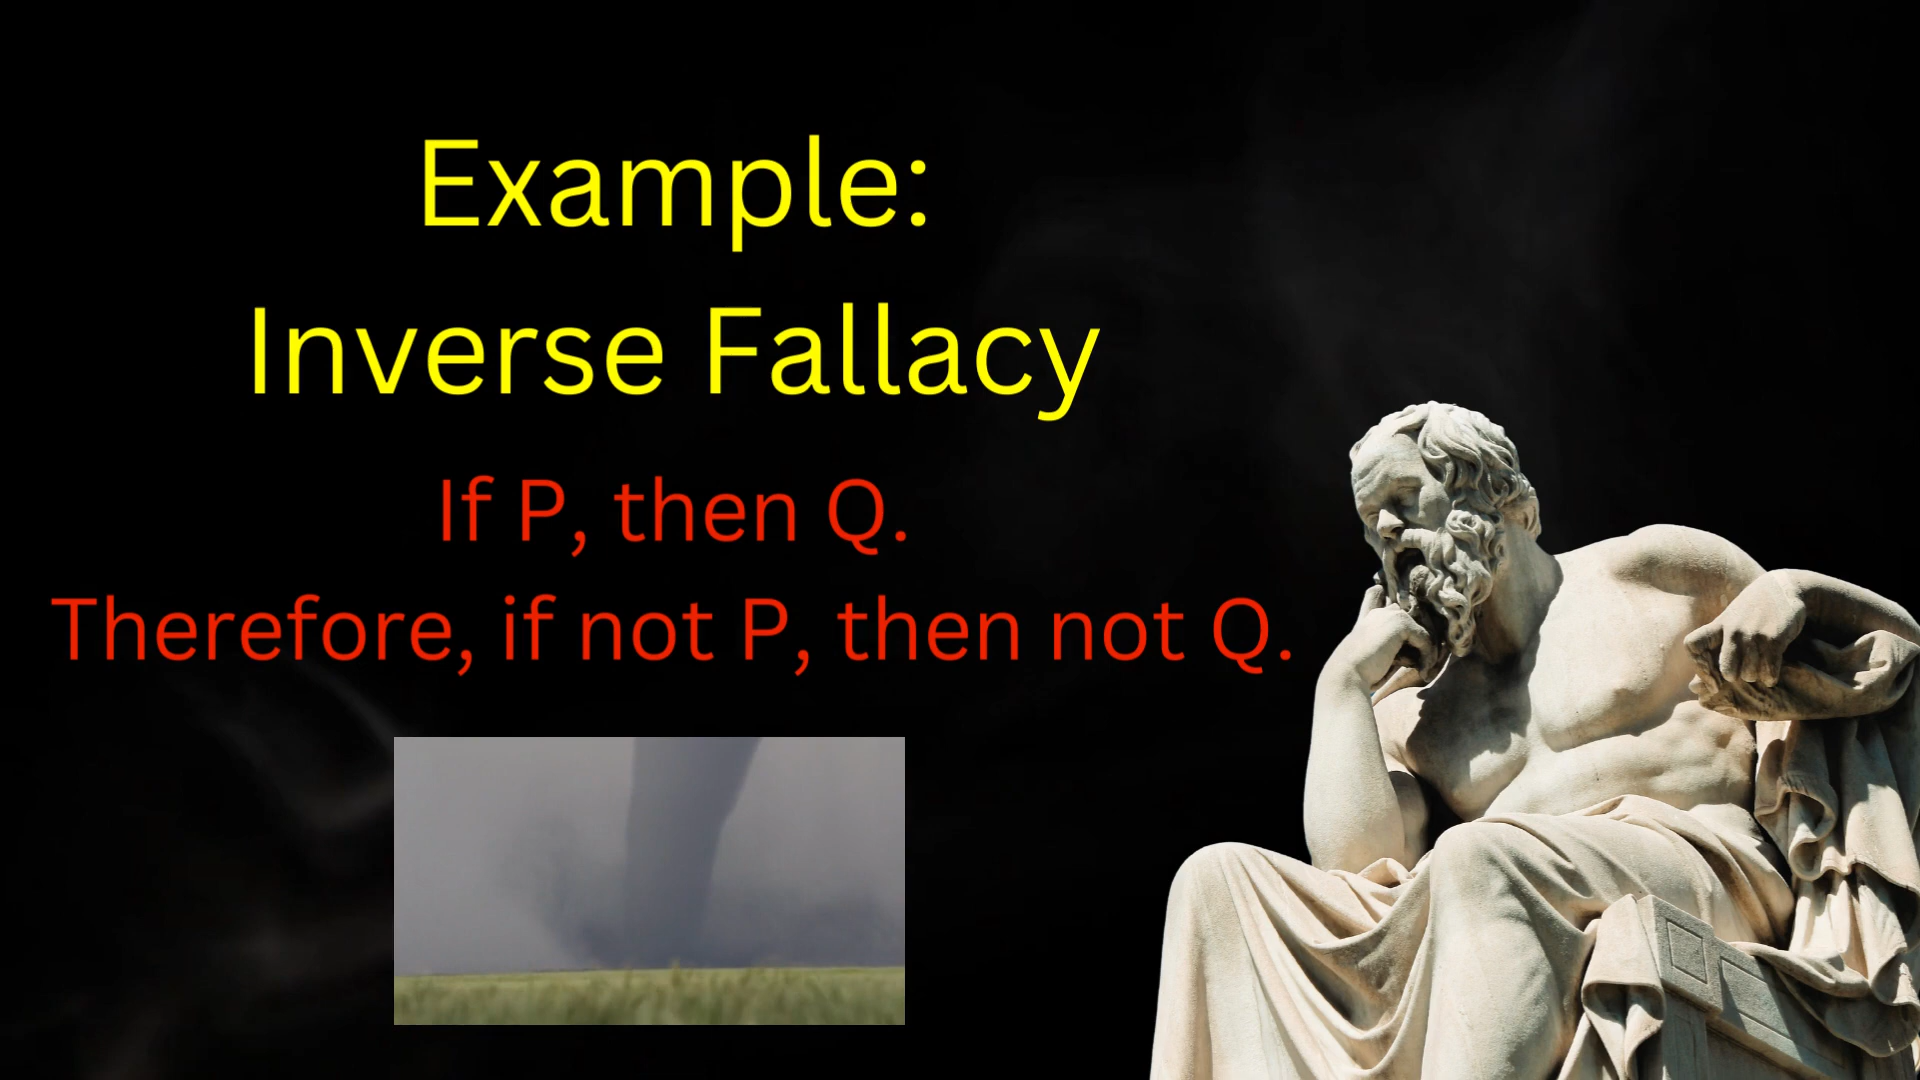 Example:
Inverse Fallacy
If P, then Q.
Therefore, if not P, then not Q.